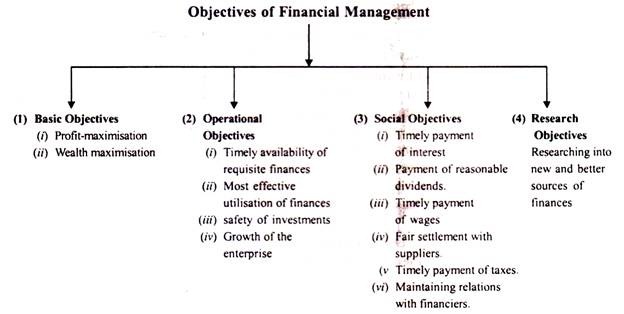 Objectives of Financial Management
(1) Basic Objectives
(i) Profit-maximisation
(ii) Wealth maximisation
(2) Operational
Objectives
(i) Timely availability of
requisite finances
(ii) Most effective
utilisation of finances
(iii) safety of investments
(iv) Growth of the
enterprise
(3) Social Objectives
(i) Timely payment
of interest
(ii) Payment of reasonable
dividends.
(iii) Timely payment
of wages
(iv) Fair settlement with
suppliers.
(v Timely payment of taxes.
(vi) Maintaining relations
with financiers.
(4) Research
Objectives
Researching into
new and better
sources of
finances